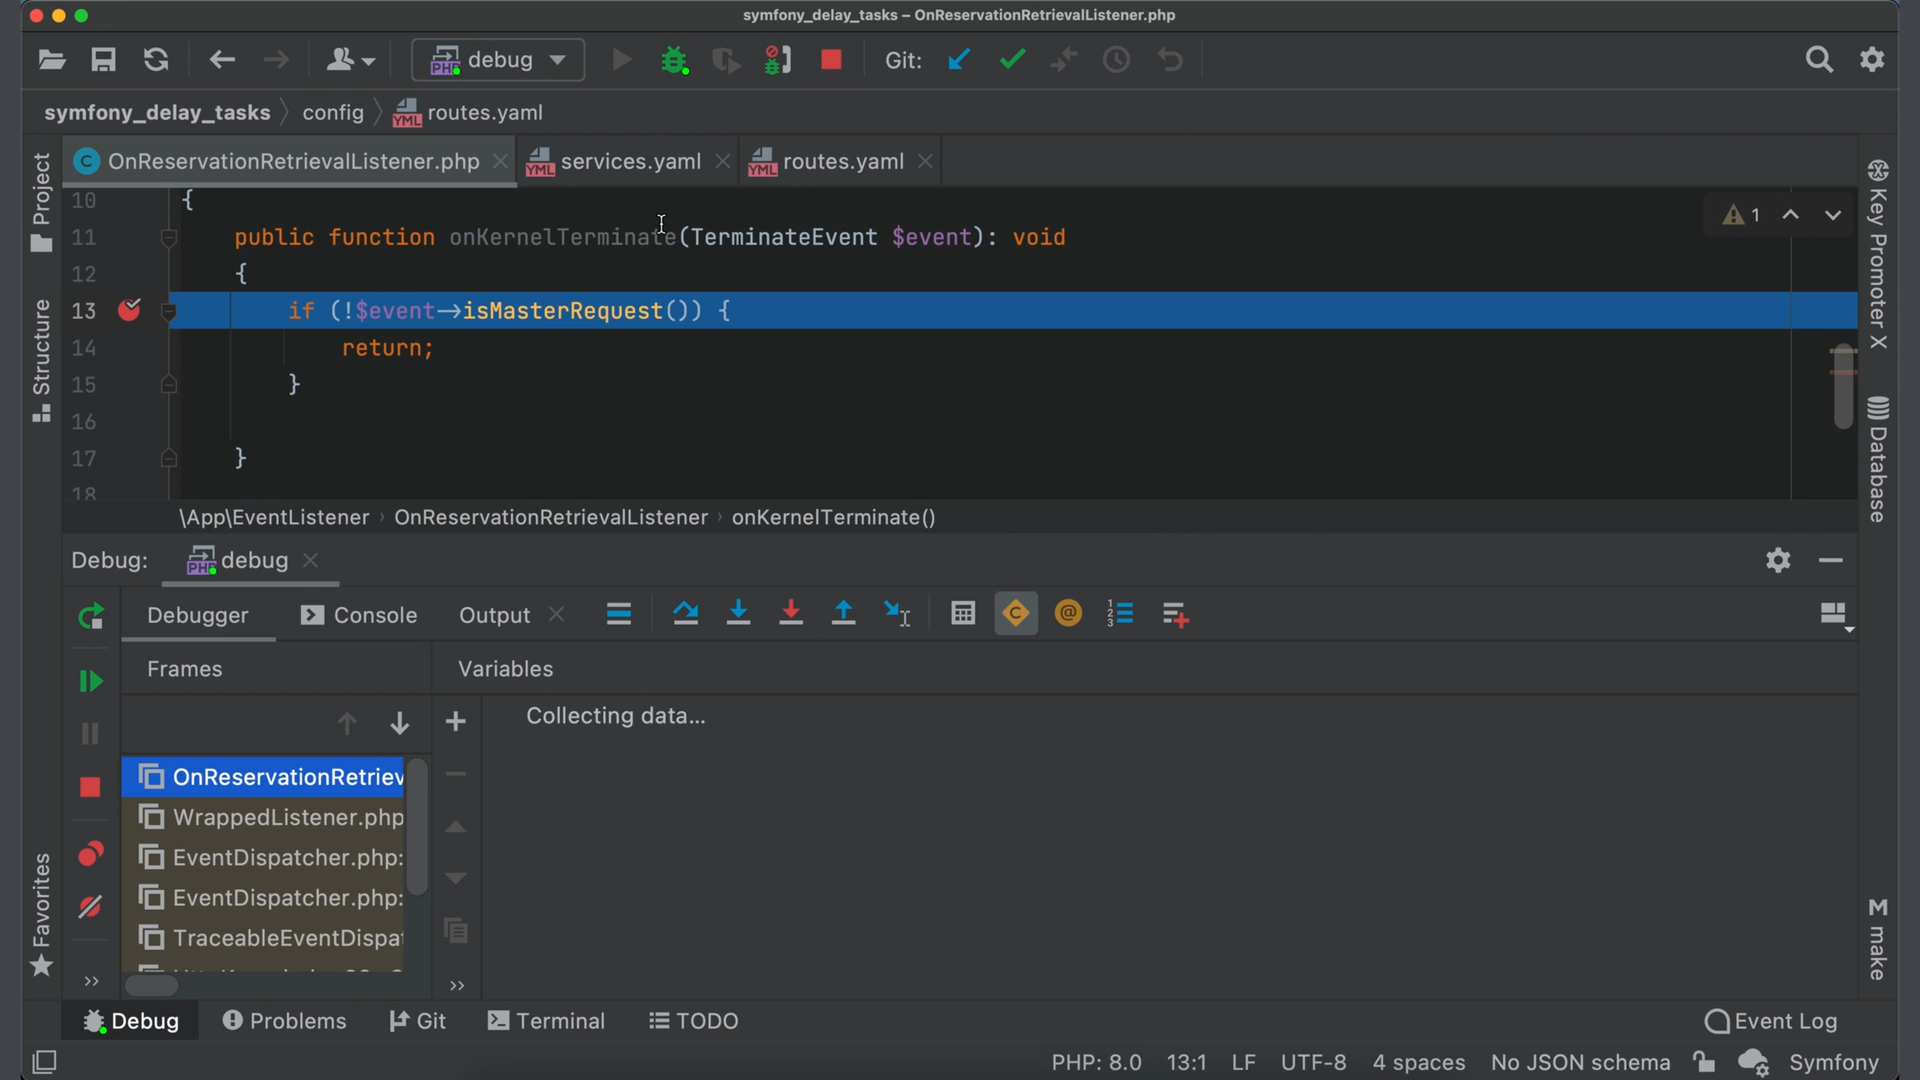 symfony_delay_tasks – OnReservationRetrievalListener.php
debug
Git:
symfony_delay_tasks
config
routes.yaml
OnReservationRetrievalListener.php
services.yaml
routes.yaml
10 {
11 public function onKernelTerminate(TerminateEvent $event): void
12 {
13 if (!$event->isMasterRequest()) {
14 return;
15 }
16
17 }
18
1
\App\EventListener › OnReservationRetrievalListener › onKernelTerminate()
Debug:
debug
Debugger
Console
Output
Frames
Variables
Collecting data...
OnReservationRetriev
WrappedListener.php
EventDispatcher.php:
EventDispatcher.php:
TraceableEventDispat
Project
Structure
Favorites
Key Promoter X
Database
make
Debug
Problems
Git
Terminal
TODO
Event Log
PHP: 8.0
13:1
LF
UTF-8
4 spaces
No JSON schema
Symfony